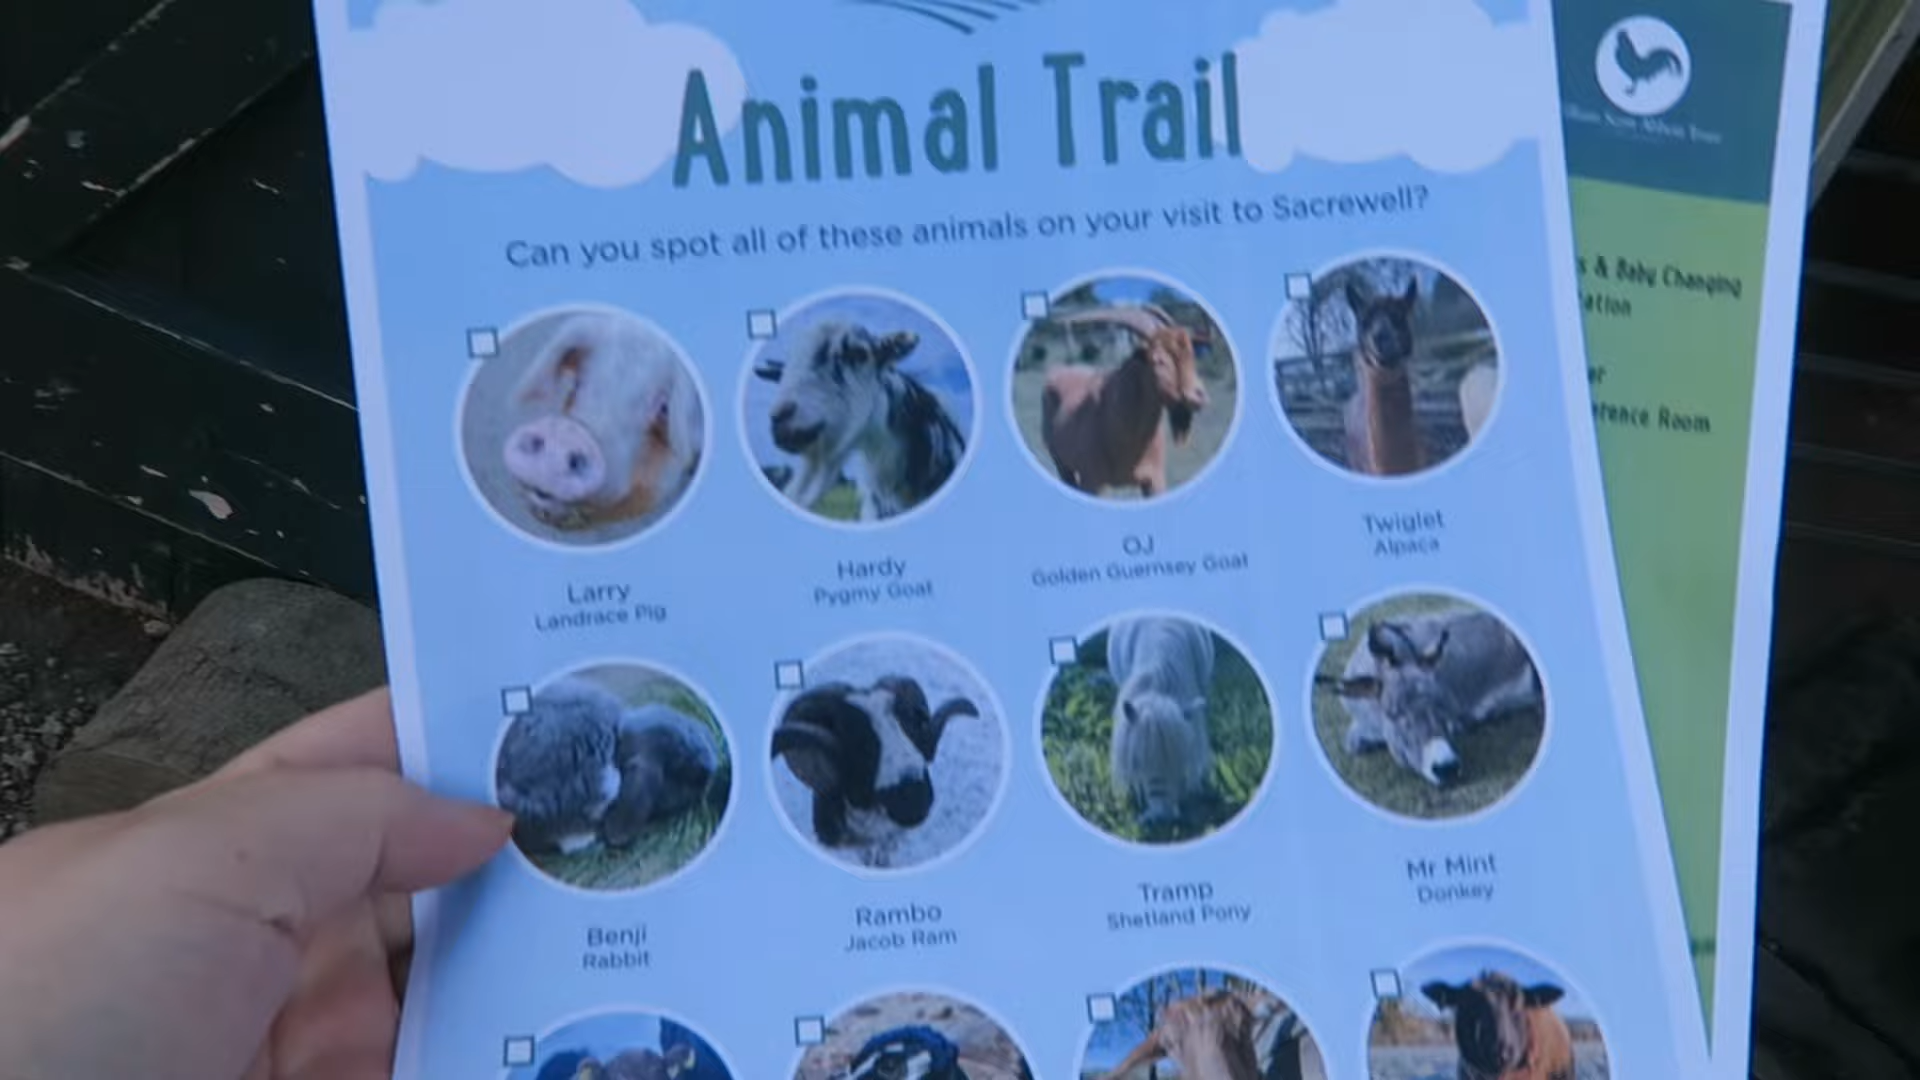 Animal Trail
Can you spot all of these animals on your visit to Sacrewell?
Larry
Landrace Pig
Hardy
Pygmy Goat
OJ
Golden Guernsey Goat
Twiglet
Alpaca
Benji
Rabbit
Rambo
Jacob Ram
Tramp
Shetland Pony
Mr Mint
Donkey
& Baby Changing
Room